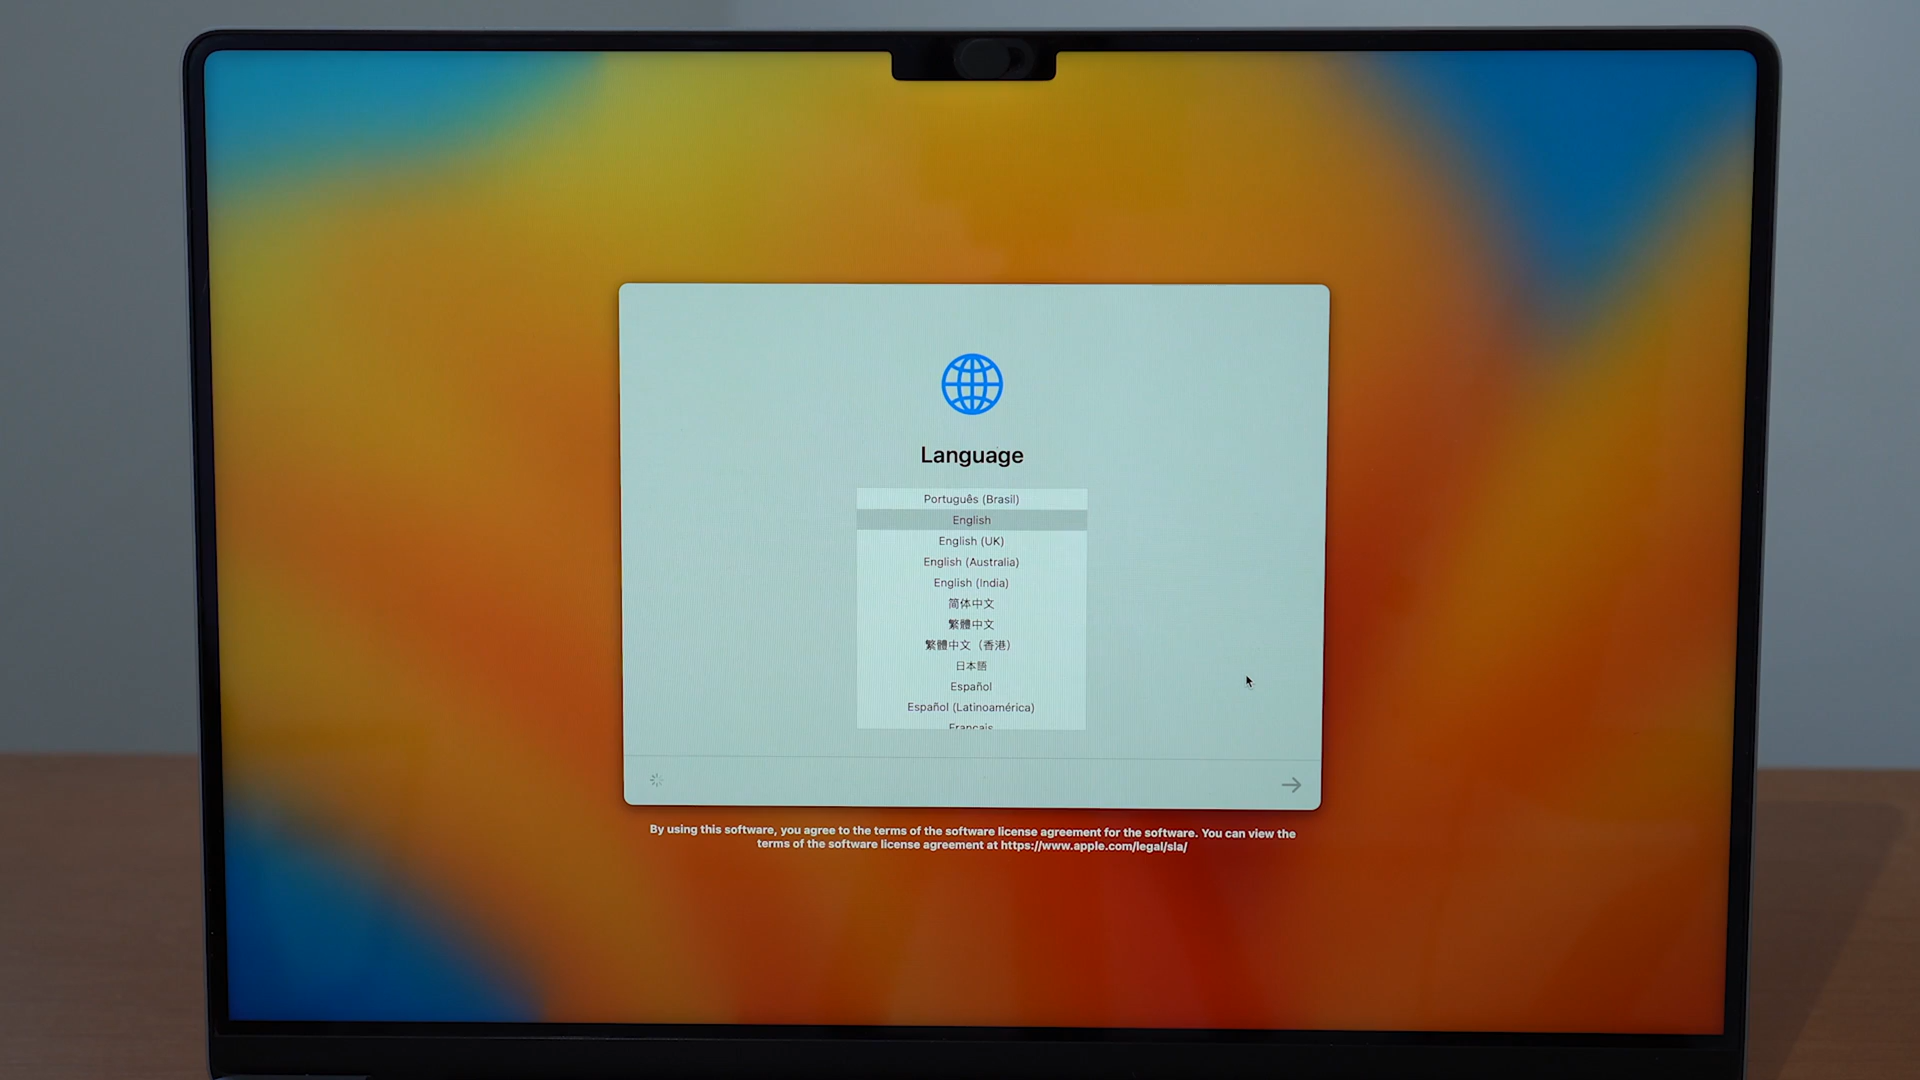 Language
Português (Brasil)
English
English (UK)
English (Australia)
English (India)
简体中文
繁體中文
繁體中文（香港）
日本語
Español
Español (Latinoamérica)
Français
By using this software, you agree to the terms of the software license agreement for the software. You can view the
terms of the software license agreement at https://www.apple.com/legal/sla/